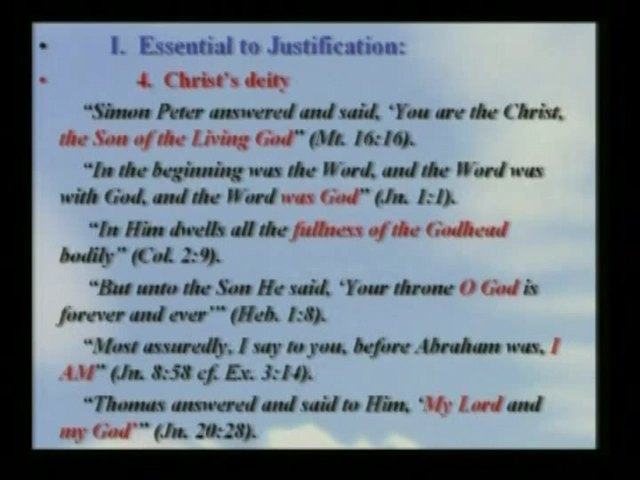 • I. Essential to Justification:
• 4. Christ's deity
“Simon Peter answered and said, ‘You are the Christ,
the Son of the Living God” (Mt. 16:16).
“In the beginning was the Word, and the Word was
with God, and the Word was God” (Jn. 1:1).
“In Him dwells all the fullness of the Godhead
bodily” (Col. 2:9).
“But unto the Son He said, ‘Your throne O God is
forever and ever’” (Heb. 1:8).
“Most assuredly, I say to you, before Abraham was, I
AM” (Jn. 8:58 cf. Ex. 3:14).
“Thomas answered and said to Him, ‘My Lord and
my God’” (Jn. 20:28).